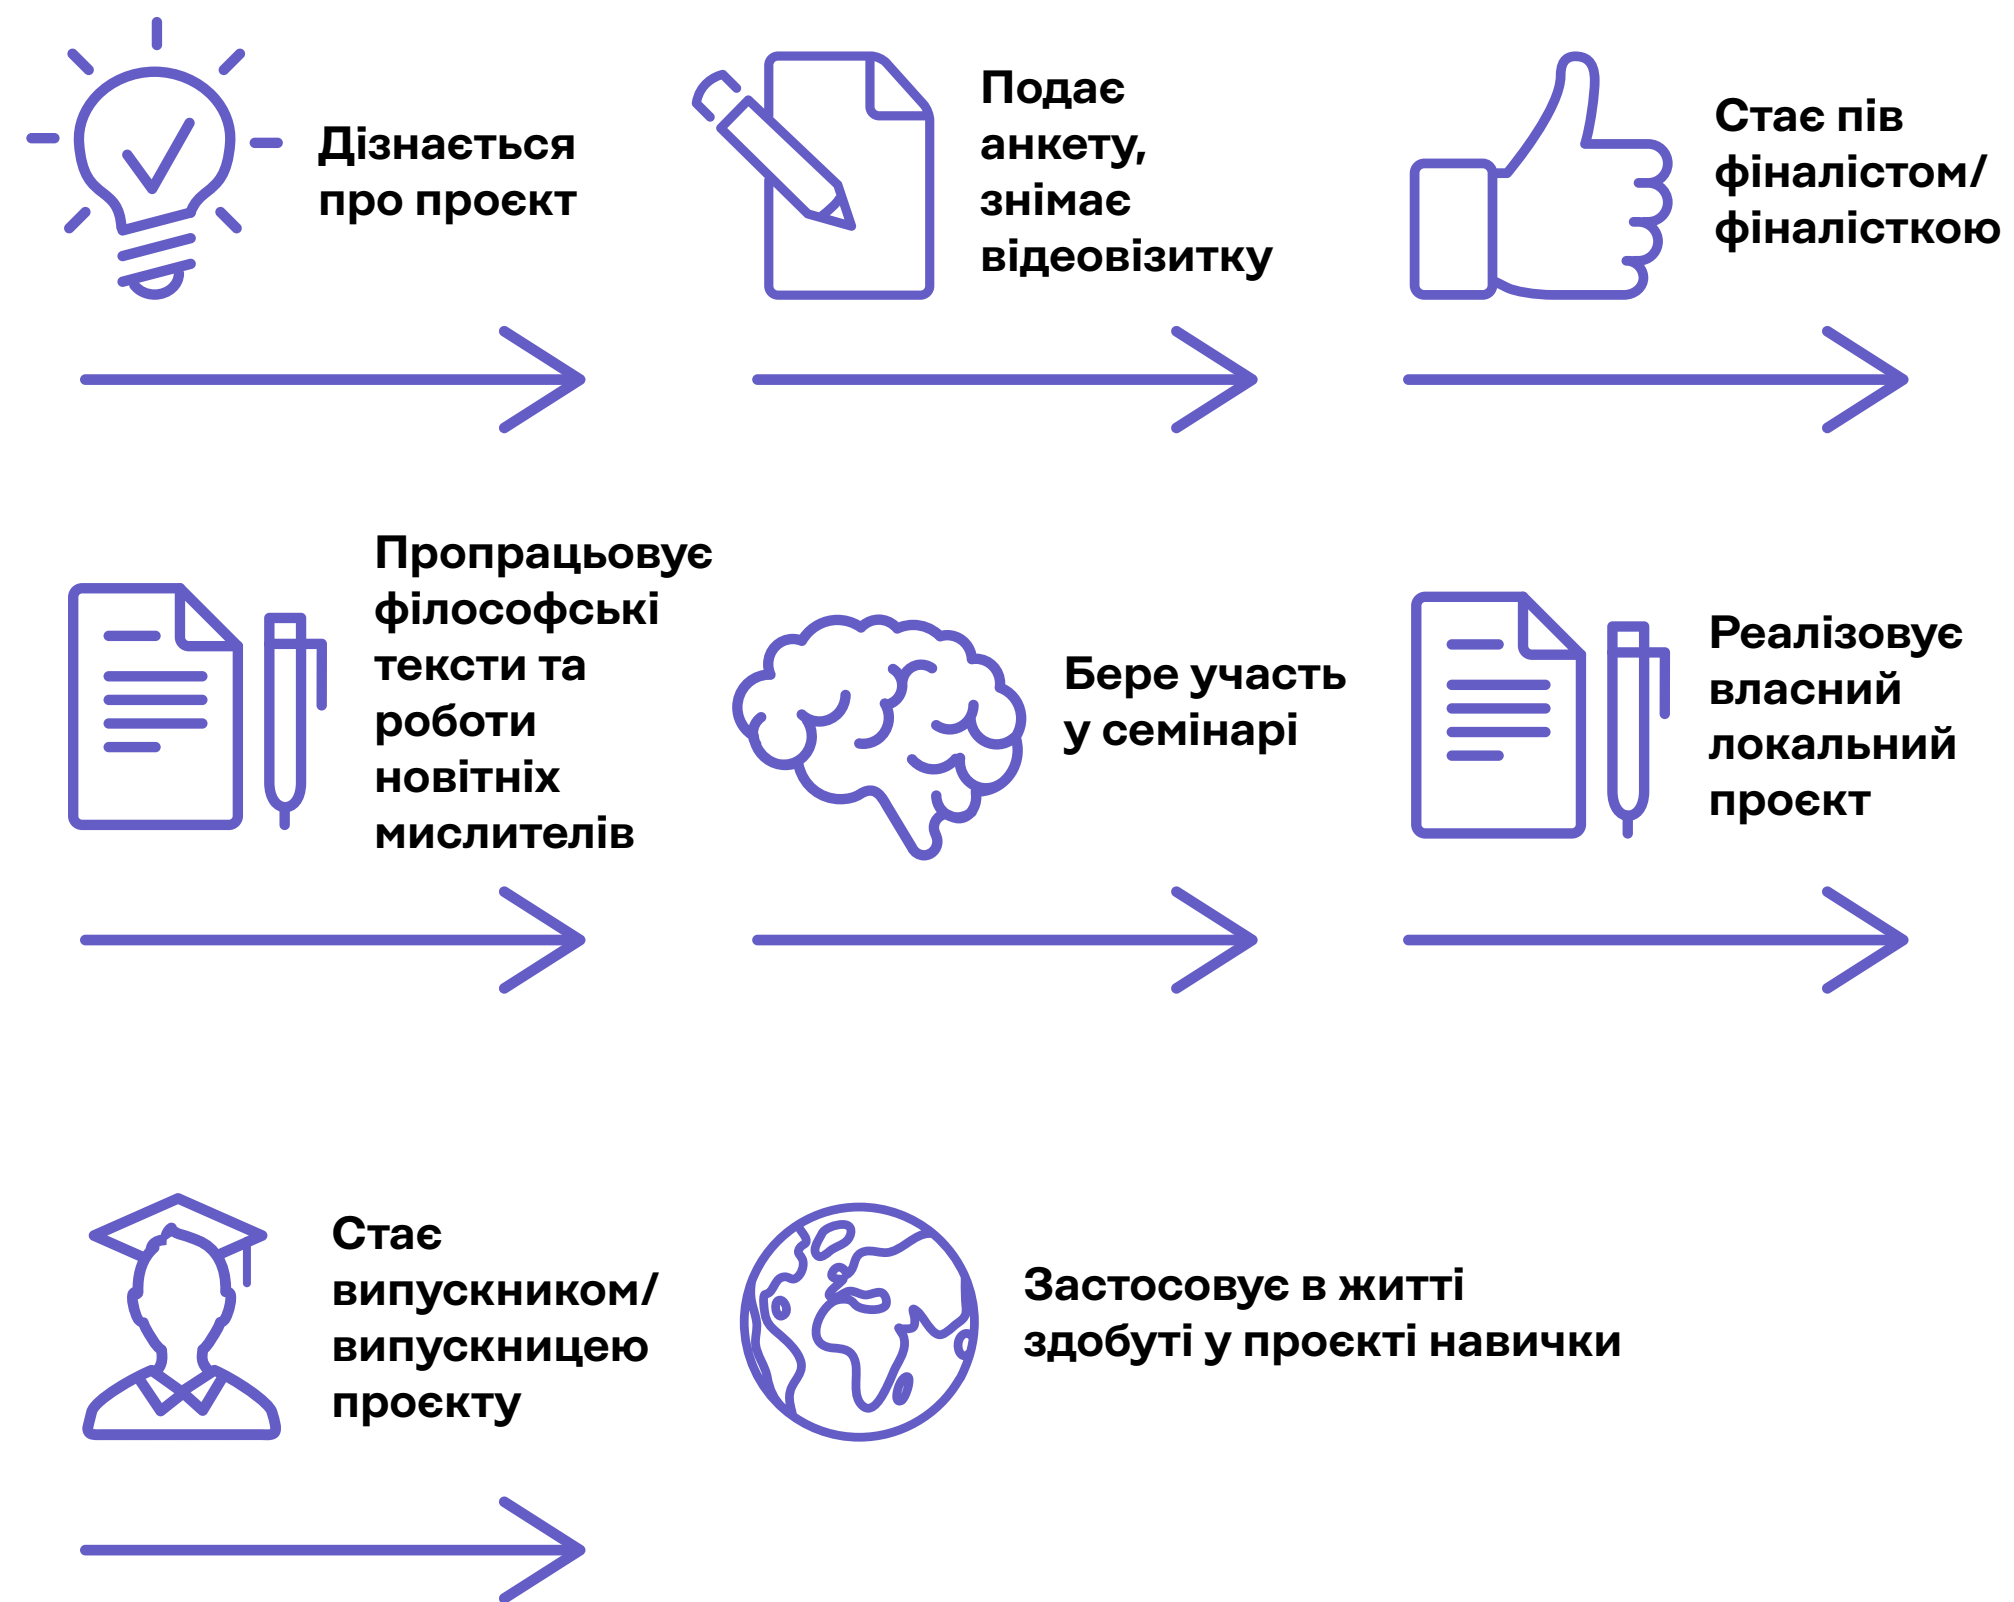 Дізнається
про проєкт
Подає
анкету,
знімає
відеовізитку
Стає пів
фіналістом/
фіналісткою
Пропрацьовує
філософські
тексти та
роботи
новітніх
мислителів
Бере участь
у семінарі
Реалізовує
власний
локальний
проєкт
Стає
випускником/
випускницею
проєкту
Застосовує в житті
здобуті у проєкті навички